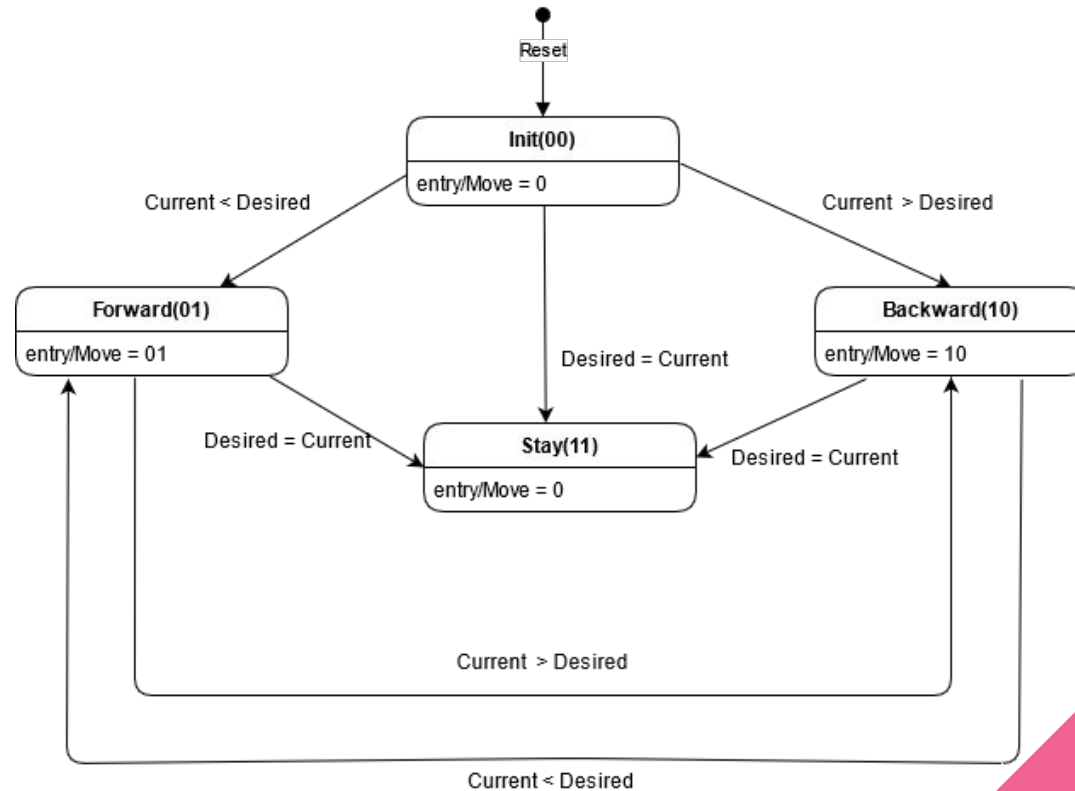 Reset
Init(00)
entry/Move = 0
Current < Desired
Current > Desired
Forward(01)
entry/Move = 01
Backward(10)
entry/Move = 10
Desired = Current
Desired = Current
Stay(11)
entry/Move = 0
Desired = Current
Current > Desired
Current < Desired